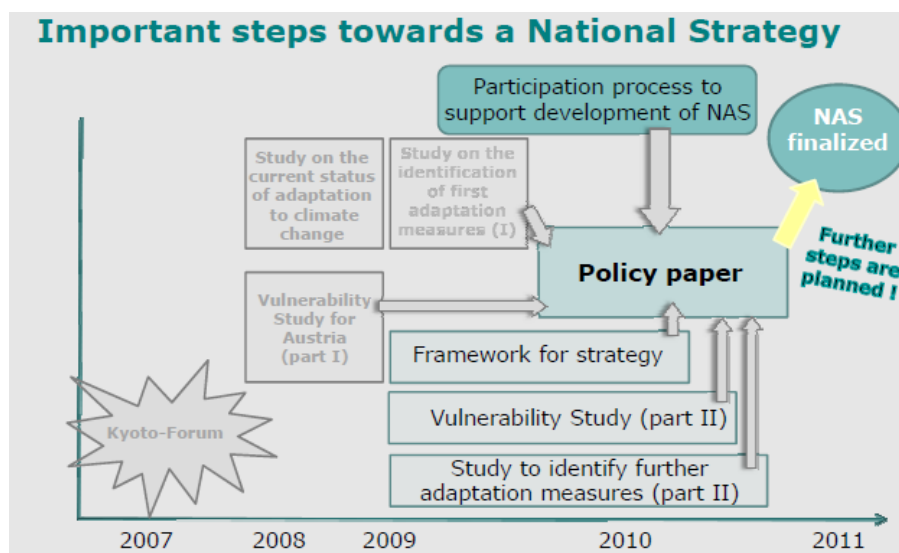 Important steps towards a National Strategy
Participation process to
support development of NAS
NAS
finalized
Study on the
current status
of adaptation
to climate
change
Study on the
identification
of first
adaptation
measures (I)
Further
steps are
planned !
Policy paper
Vulnerability
Study for
Austria
(part I)
Framework for strategy
Kyoto-Forum
Vulnerability Study (part II)
Study to identify further
adaptation measures (part II)
2007
2008
2009
2010
2011